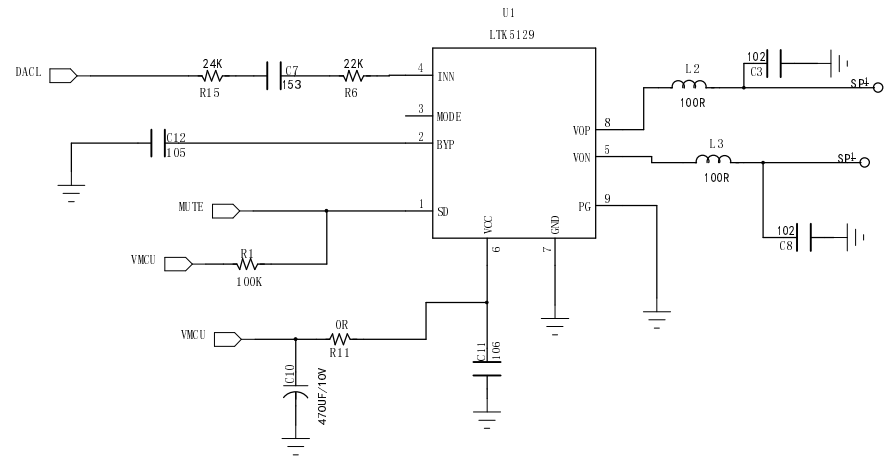 U1
LTK5129
DACL
24K
R15
C7
153
22K
R6
4
INN
3
MODE
C12
105
2
BYP
MUTE
1
SD
VMCU
R1
100K
VMCU
0R
R11
C10
470UF/10V
C11
106
VCC
6
GND
7
8
VOP
5
VON
9
PG
L2
100R
102
C3
L3
100R
102
C8